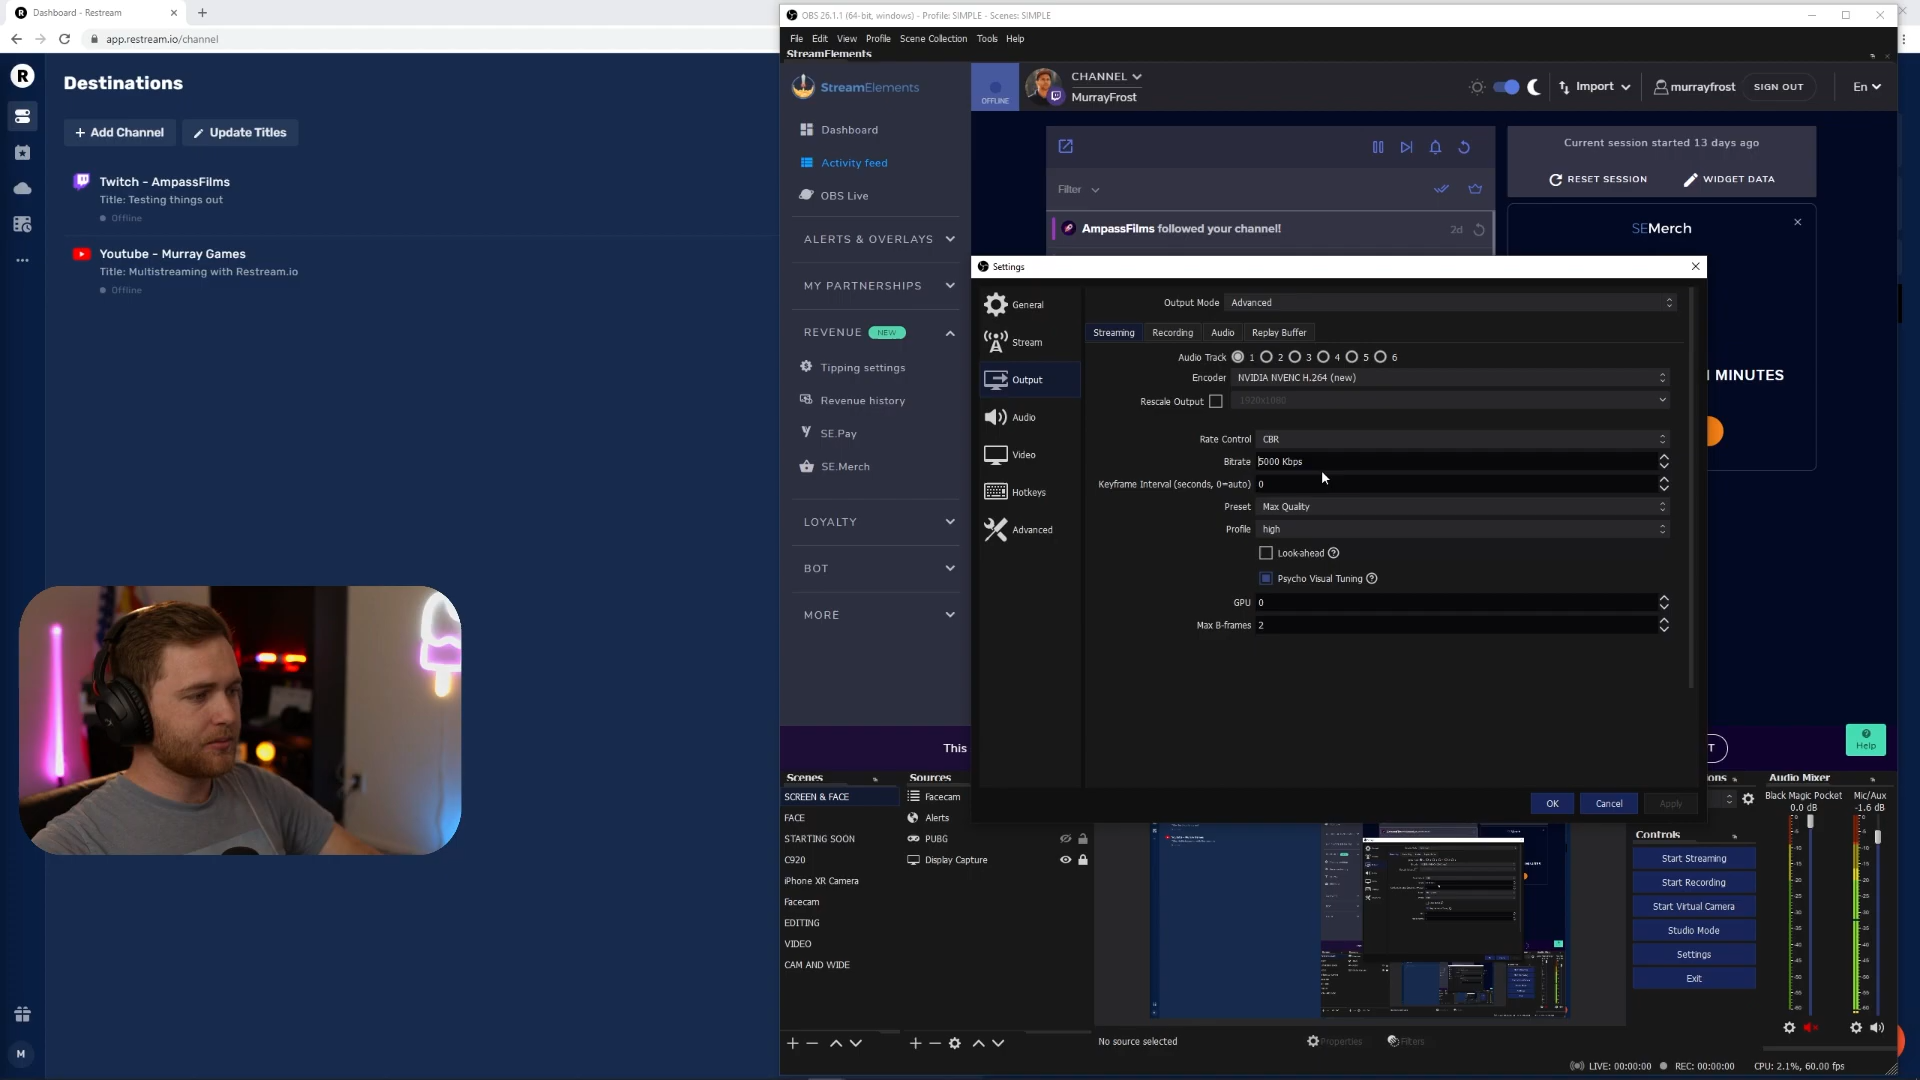 Dashboard - Restream
app.restream.io/channel
Destinations
+ Add Channel
Update Titles
Twitch - AmpassFilms
Title: Testing things out
Offline
Youtube - Murray Games
Title: Multistreaming with Restream.io
Offline
M
OBS 26.1.1 (64-bit, windows) - Profile: SIMPLE - Scenes: SIMPLE
File Edit View Profile Scene Collection Tools Help
StreamElements
StreamElements
Dashboard
Activity feed
OBS Live
ALERTS & OVERLAYS
MY PARTNERSHIPS
REVENUE NEW
Tipping settings
Revenue history
SE.Pay
SE.Merch
LOYALTY
BOT
MORE
OFFLINE
CHANNEL
MurrayFrost
Import
murrayfrost
SIGN OUT
En
Filter
AmpassFilms followed your channel!
2d
Current session started 13 days ago
RESET SESSION
WIDGET DATA
SEMerch
MINUTES
This
T
Help
Settings
General
Stream
Output
Audio
Video
Hotkeys
Advanced
Output Mode Advanced
Streaming Recording Audio Replay Buffer
Audio Track 1 2 3 4 5 6
Encoder NVIDIA NVENC H.264 (new)
Rescale Output 1920x1080
Rate Control CBR
Bitrate 5000 Kbps
Keyframe Interval (seconds, 0=auto) 0
Preset Max Quality
Profile high
Look-ahead
Psycho Visual Tuning
GPU 0
Max B-frames 2
OK
Cancel
Apply
Scenes
SCREEN & FACE
FACE
STARTING SOON
C920
iPhone XR Camera
Facecam
EDITING
VIDEO
CAM AND WIDE
Sources
Facecam
Alerts
PUBG
Display Capture
No source selected
Properties
Filters
ons
Controls
Start Streaming
Start Recording
Start Virtual Camera
Studio Mode
Settings
Exit
Audio Mixer
Black Magic Pocket
0.0 dB
Mic/Aux
-1.6 dB
LIVE: 00:00:00
REC: 00:00:00
CPU: 2.1%, 60.00 fps